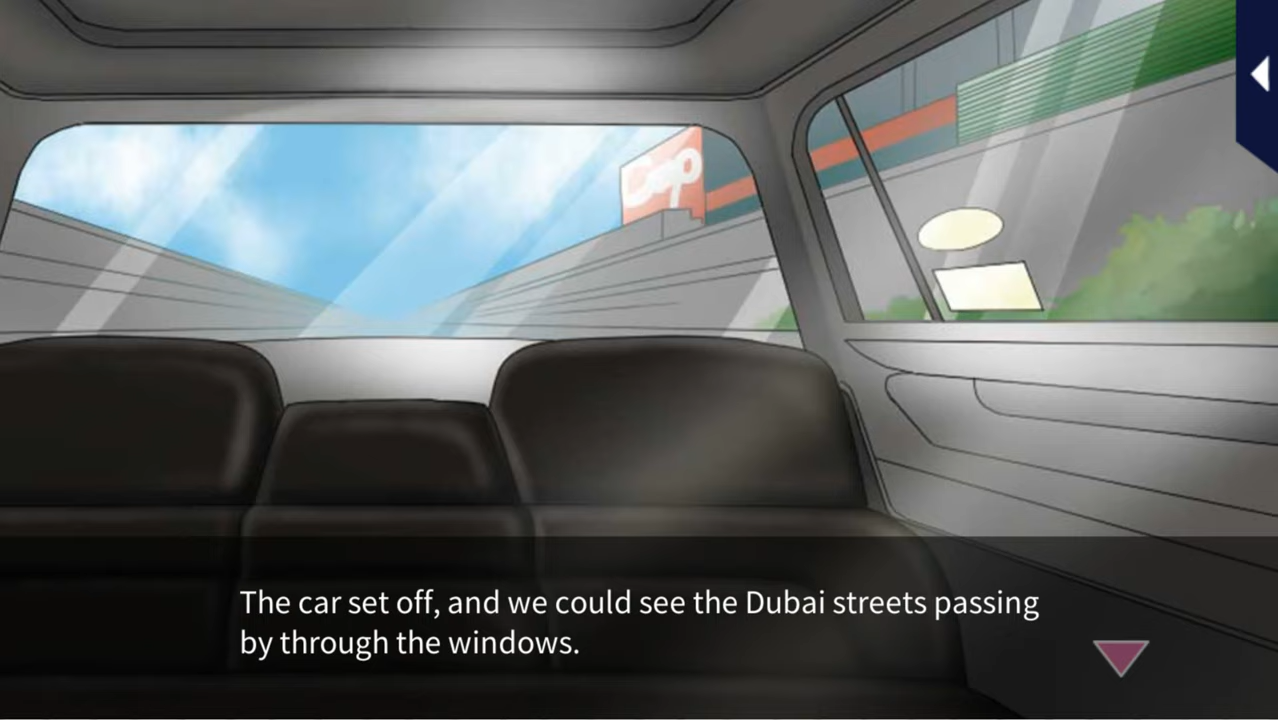 The car set off, and we could see the Dubai streets passing
by through the windows.